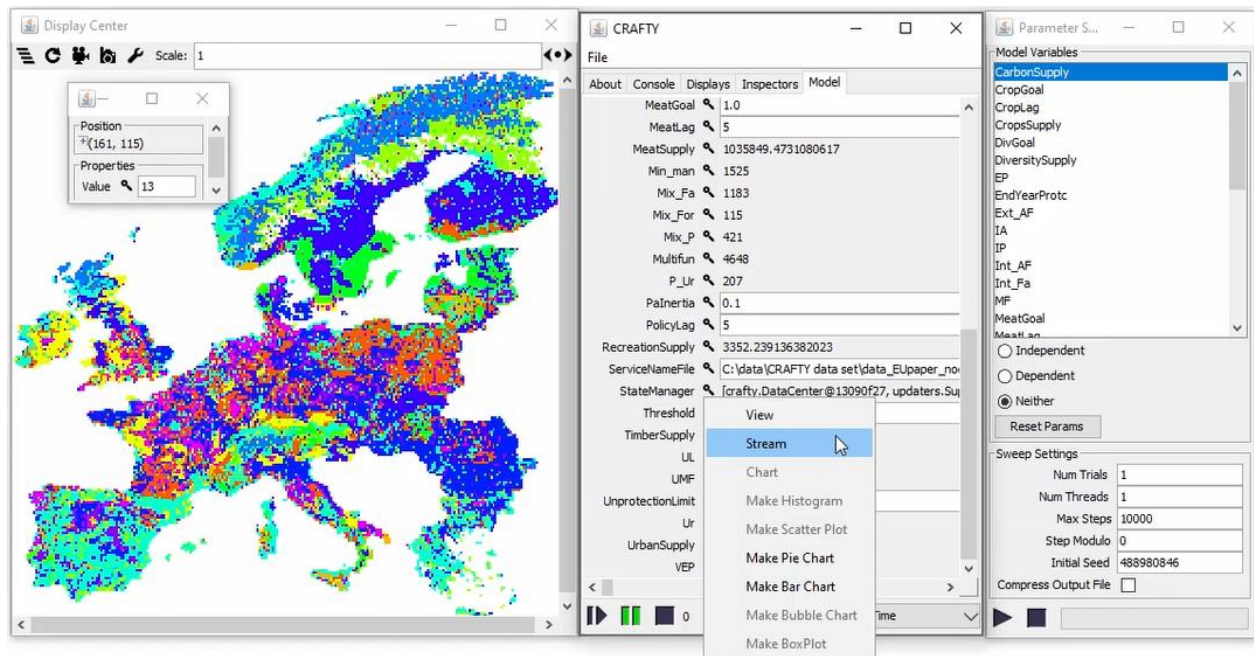 Display Center
Scale: 1
Position
(161, 115)
Properties
Value 13
CRAFTY
File
About Console Displays Inspectors Model
MeatGoal 1.0
MeatLag 5
MeatSupply 1035849.4731080617
Min_man 1525
Mix_Fa 1183
Mix_For 115
Mix_P 421
Multifun 4648
P_Ur 207
PaInertia 0.1
PolicyLag 5
RecreationSupply 3352.239136382023
ServiceNameFile C:\data\CRAFTY data set\data_EUpaper_no
StateManager [crafty.DataCenter@13090f27, updaters.Su
Threshold
TimberSupply
UL
UMF
UnprotectionLimit
Ur
UrbanSupply
VEP
View
Stream
Chart
Make Histogram
Make Scatter Plot
Make Pie Chart
Make Bar Chart
Make Bubble Chart
Make BoxPlot
0
Time
Parameter S...
Model Variables
CarbonSupply
CropGoal
CropLag
CropsSupply
DivGoal
DiversitySupply
EP
EndYearProtc
Ext_AF
IA
IP
Int_AF
Int_Fa
MF
MeatGoal
MeatLag
Independent
Dependent
Neither
Reset Params
Sweep Settings
Num Trials 1
Num Threads 1
Max Steps 10000
Step Modulo 0
Initial Seed 488980846
Compress Output File